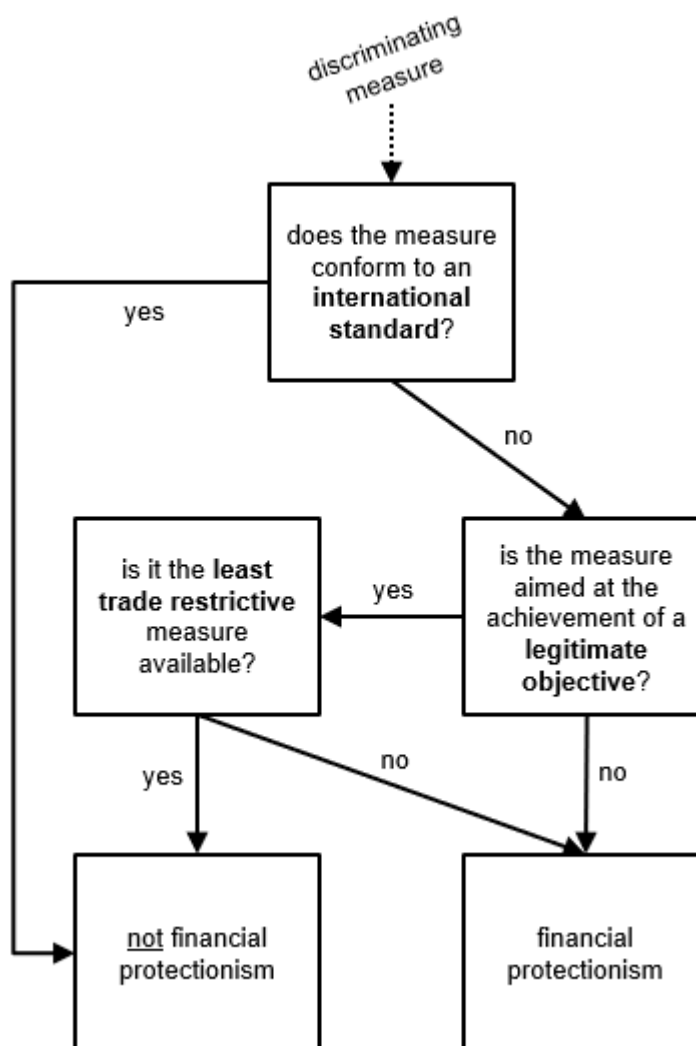 discriminating
measure
does the measure
conform to an
international
standard?
yes
no
is it the least
trade restrictive
measure
available?
yes
is the measure
aimed at the
achievement of a
legitimate
objective?
yes
no
no
not financial
protectionism
financial
protectionism